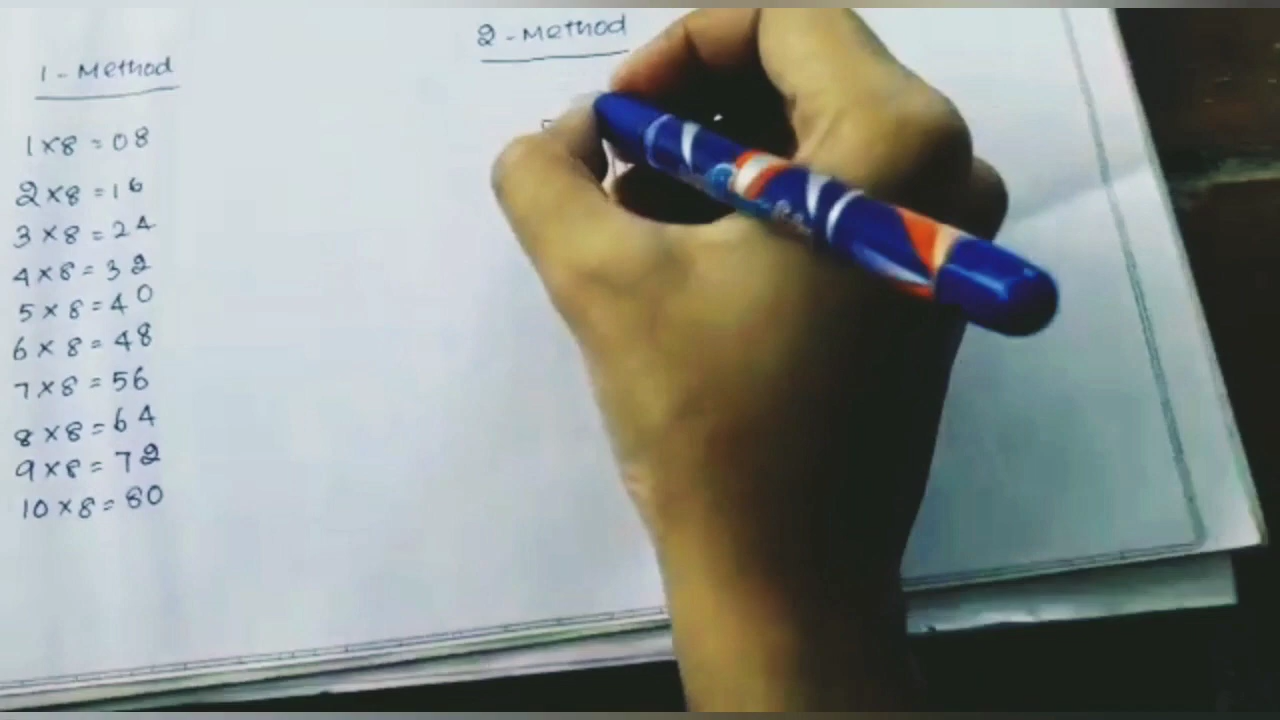 1 - Method
1 x 8 = 08
2 x 8 = 16
3 x 8 = 24
4 x 8 = 32
5 x 8 = 40
6 x 8 = 48
7 x 8 = 56
8 x 8 = 64
9 x 8 = 72
10 x 8 = 80
2 - Method